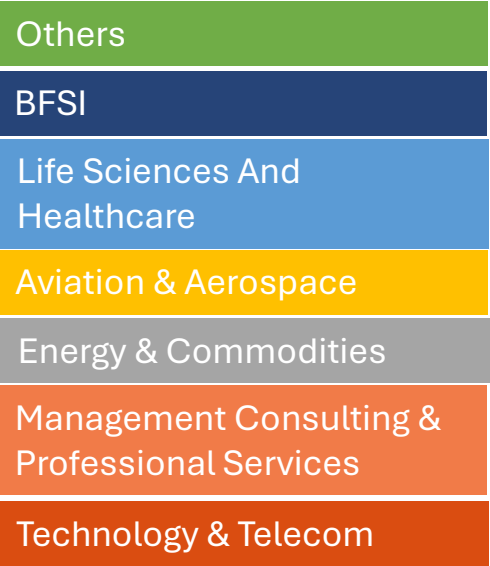 Others
BFSI
Life Sciences And
Healthcare
Aviation & Aerospace
Energy & Commodities
Management Consulting &
Professional Services
Technology & Telecom